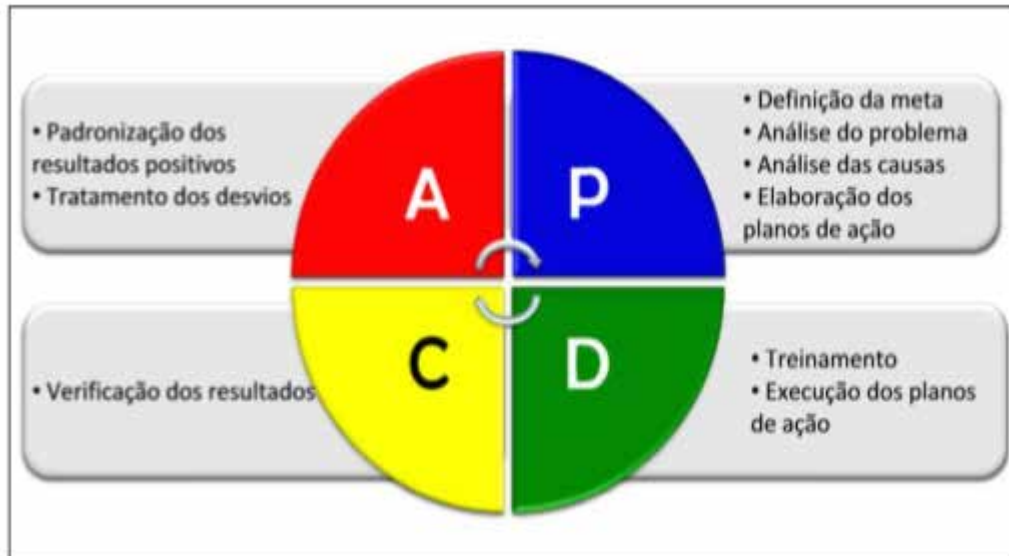 • Padronização dos
resultados positivos
• Tratamento dos desvios
A
P
• Definição da meta
• Análise do problema
• Análise das causas
• Elaboração dos
planos de ação
• Verificação dos resultados
C
D
• Treinamento
• Execução dos planos
de ação